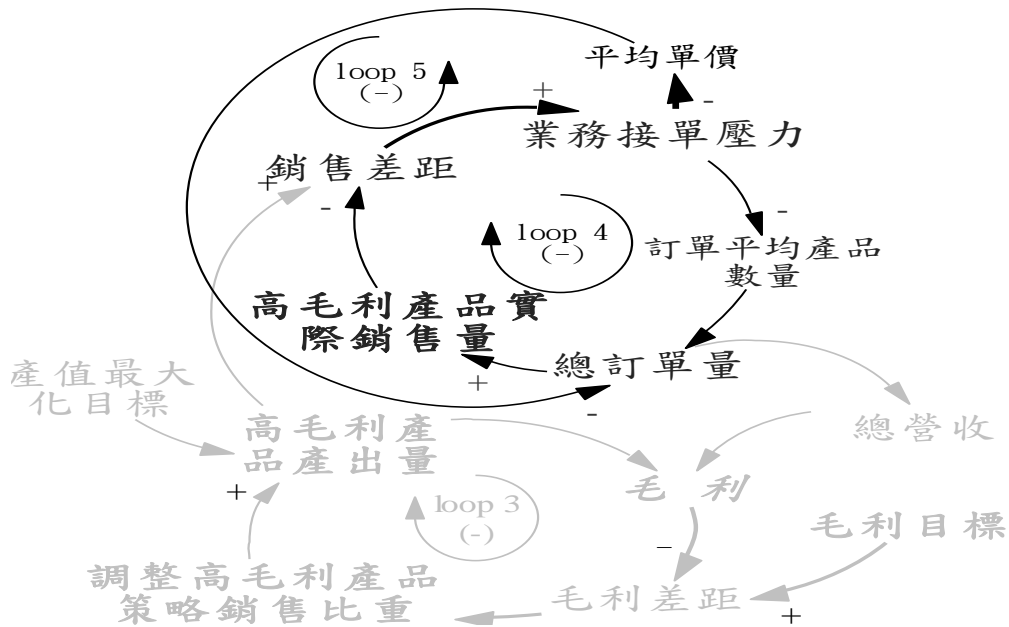 loop 5
(-)
平均單價
+
-
業務接單壓力
銷售差距
+
-
-
loop 4
(-)
訂單平均產品
數量
高毛利產品實
際銷售量
總訂單量
+
-
產值最大
化目標
高毛利產
品產出量
總營收
毛 利
+
loop 3
(-)
毛利目標
-
調整高毛利產品
策略銷售比重
毛利差距
+